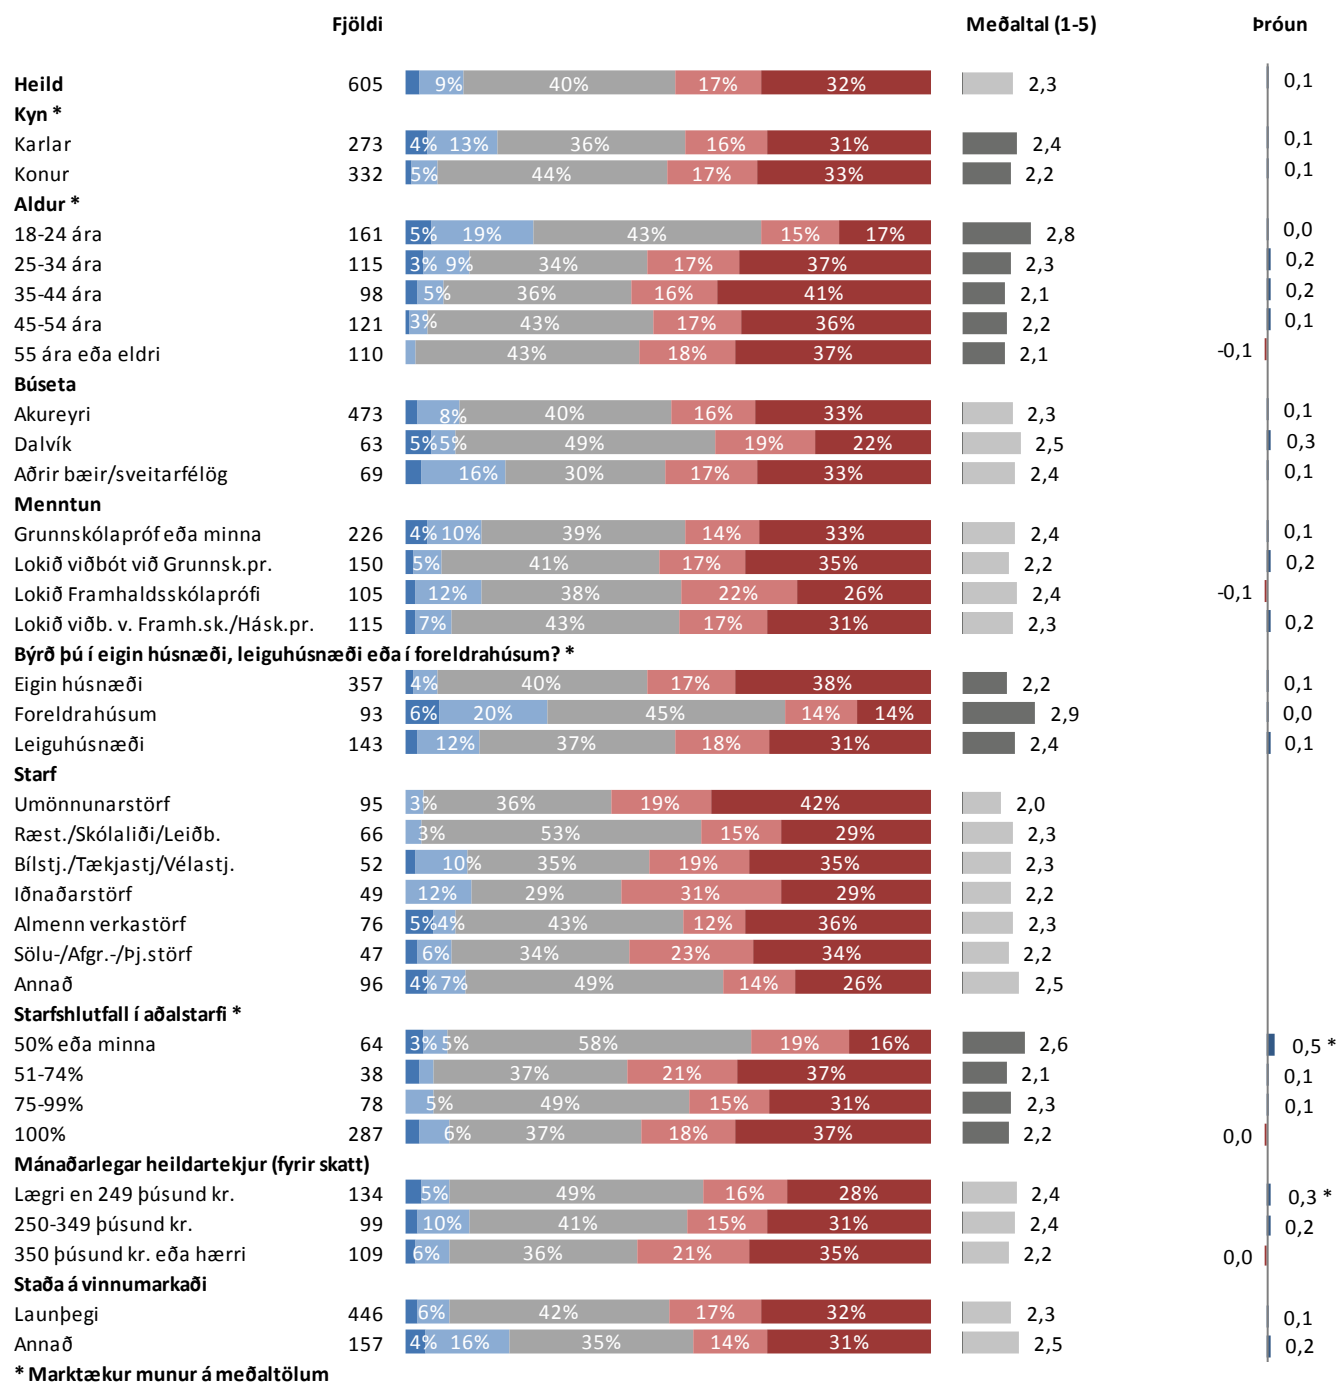 Fjöldi Meðaltal (1-5) Þróun
Heild 605 9% 40% 17% 32% 2,3 0,1
Kyn *
Karlar 273 4% 13% 36% 16% 31% 2,4 0,1
Konur 332 5% 44% 17% 33% 2,2 0,1
Aldur *
18-24 ára 161 5% 19% 43% 15% 17% 2,8 0,0
25-34 ára 115 3% 9% 34% 17% 37% 2,3 0,2
35-44 ára 98 5% 36% 16% 41% 2,1 0,2
45-54 ára 121 3% 43% 17% 36% 2,2 0,1
55 ára eða eldri 110 43% 18% 37% 2,1 -0,1
Búseta
Akureyri 473 8% 40% 16% 33% 2,3 0,1
Dalvík 63 5% 5% 49% 19% 22% 2,5 0,3
Aðrir bæir/sveitarfélög 69 16% 30% 17% 33% 2,4 0,1
Menntun
Grunnskólapróf eða minna 226 4% 10% 39% 14% 33% 2,4 0,1
Lokið viðbót við Grunnsk.pr. 150 5% 41% 17% 35% 2,2 0,2
Lokið Framhaldsskólaprófi 105 12% 38% 22% 26% 2,4 -0,1
Lokið viðb. v. Framh.sk./Hásk.pr. 115 7% 43% 17% 31% 2,3 0,2
Býrð þú í eigin húsnæði, leiguhúsnæði eða í foreldrahúsum? *
Eigin húsnæði 357 4% 40% 17% 38% 2,2 0,1
Foreldrahúsum 93 6% 20% 45% 14% 14% 2,9 0,0
Leiguhúsnæði 143 12% 37% 18% 31% 2,4 0,1
Starf
Umönnunarstörf 95 3% 36% 19% 42% 2,0
Ræst./Skólaliði/Leiðb. 66 3% 53% 15% 29% 2,3
Bílstj./Tækjastj/Vélastj. 52 10% 35% 19% 35% 2,3
Iðnaðarstörf 49 12% 29% 31% 29% 2,2
Almenn verkastörf 76 5% 4% 43% 12% 36% 2,3
Sölu-/Afgr.-/Þj.störf 47 6% 34% 23% 34% 2,2
Annað 96 4% 7% 49% 14% 26% 2,5
Starfshlutfall í aðalstarfi *
50% eða minna 64 3% 5% 58% 19% 16% 2,6 0,5 *
51-74% 38 37% 21% 37% 2,1 0,1
75-99% 78 5% 49% 15% 31% 2,3 0,1
100% 287 6% 37% 18% 37% 2,2 0,0
Mánaðarlegar heildartekjur (fyrir skatt)
Lægri en 249 þúsund kr. 134 5% 49% 16% 28% 2,4 0,3 *
250-349 þúsund kr. 99 10% 41% 15% 31% 2,4 0,2
350 þúsund kr. eða hærri 109 6% 36% 21% 35% 2,2 0,0
Staða á vinnumarkaði
Launþegi 446 6% 42% 17% 32% 2,3 0,1
Annað 157 4% 16% 35% 14% 31% 2,5 0,2
* Marktækur munur á meðaltölum